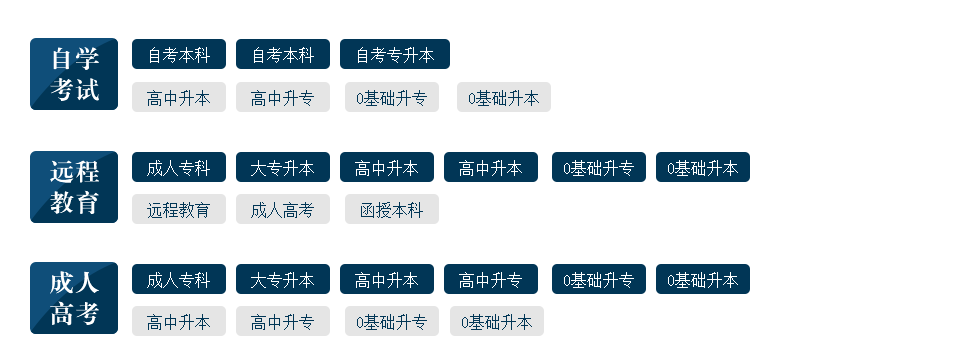 自学
考试
自考本科 自考本科 自考专升本
高中升本 高中升专 0基础升专 0基础升本
远程
教育
成人专科 大专升本 高中升本 高中升本 0基础升专 0基础升本
远程教育 成人高考 函授本科
成人
高考
成人专科 大专升本 高中升本 高中升专 0基础升专 0基础升本
高中升本 高中升专 0基础升专 0基础升本